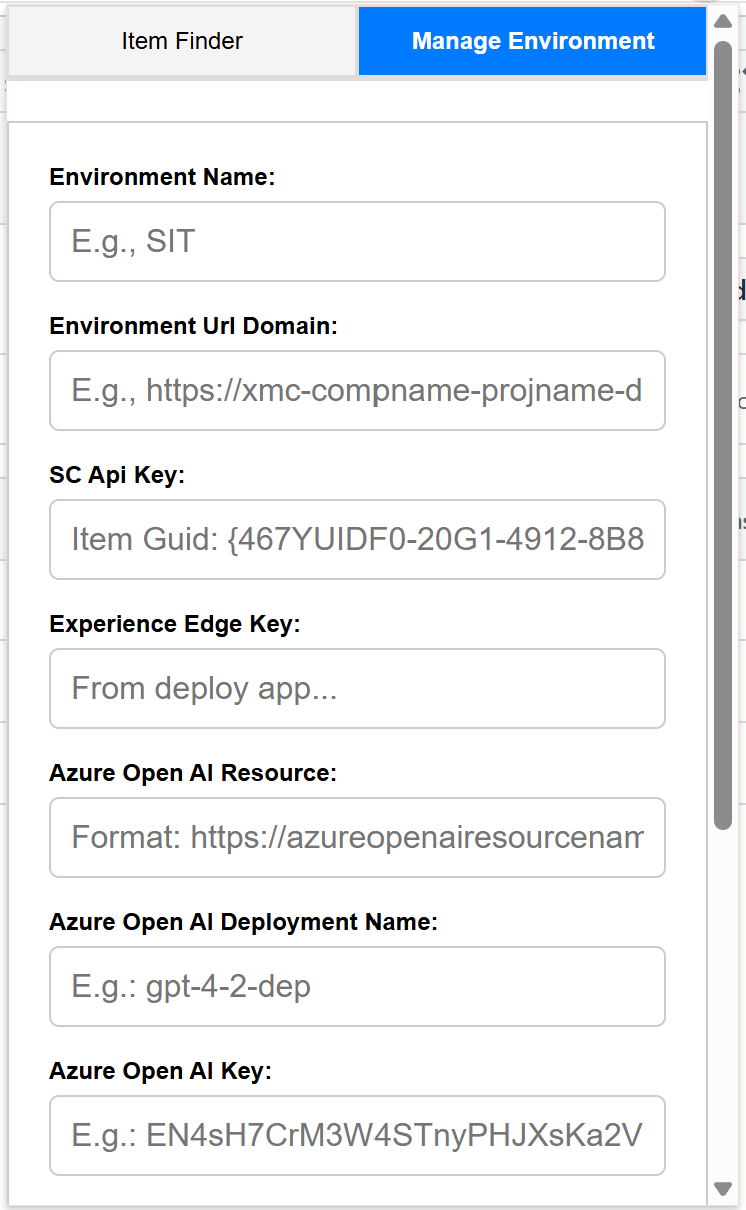 Item Finder
Manage Environment
Environment Name:
E.g., SIT
Environment Url Domain:
E.g., https://xmc-compname-projname-d
SC Api Key:
Item Guid: {467YUIDF0-20G1-4912-8B8
Experience Edge Key:
From deploy app...
Azure Open AI Resource:
Format: https://azureopenairesourcenam
Azure Open AI Deployment Name:
E.g.: gpt-4-2-dep
Azure Open AI Key:
E.g.: EN4sH7CrM3W4STnyPHJXsKa2V